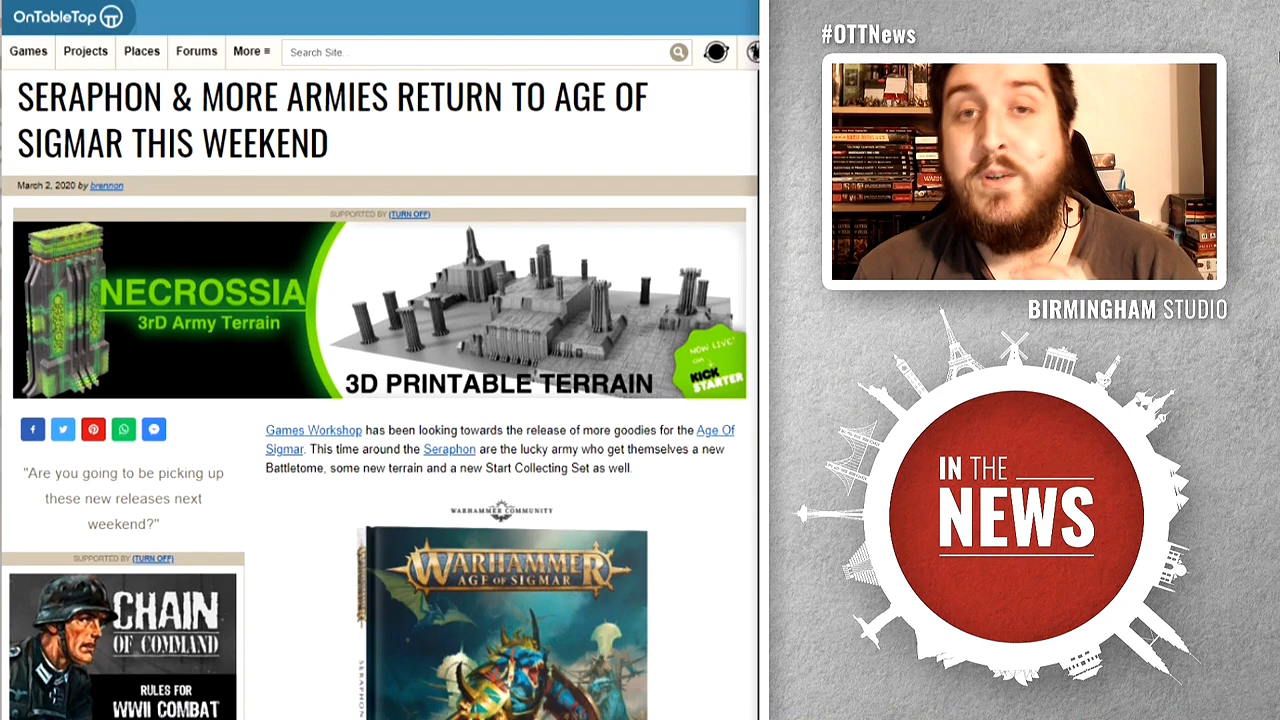 OnTableTop
Games
Projects
Places
Forums
More ≡
Search Site...
SERAPHON & MORE ARMIES RETURN TO AGE OF
SIGMAR THIS WEEKEND
March 2, 2020 by brennon
SUPPORTED BY (TURN OFF)
NECROSSIA
3rD Army Terrain
3D PRINTABLE TERRAIN
NOW LIVE!
on
KICK
STARTER
Games Workshop has been looking towards the release of more goodies for the Age Of
Sigmar. This time around the Seraphon are the lucky army who get themselves a new
Battletome, some new terrain and a new Start Collecting Set as well.
"Are you going to be picking up
these new releases next
weekend?"
SUPPORTED BY (TURN OFF)
CHAIN
OF COMMAND
RULES FOR
WWII COMBAT
WARHAMMER COMMUNITY
WARHAMMER
AGE OF SIGMAR
SERAPHON
#OTTNews
BIRMINGHAM STUDIO
IN THE
NEWS